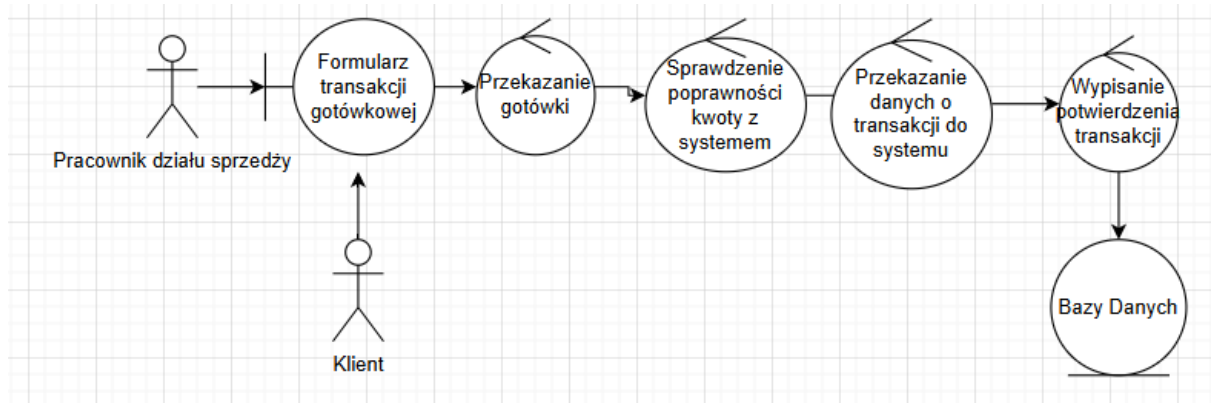 Formularz
transakcji
gotówkowej
Pracownik działu sprzedży
Klient
Przekazanie
gotówki
Sprawdzenie
poprawności
kwoty z
systemem
Przekazanie
danych o
transakcji do
systemu
Wypisanie
potwierdzenia
transakcji
Bazy Danych